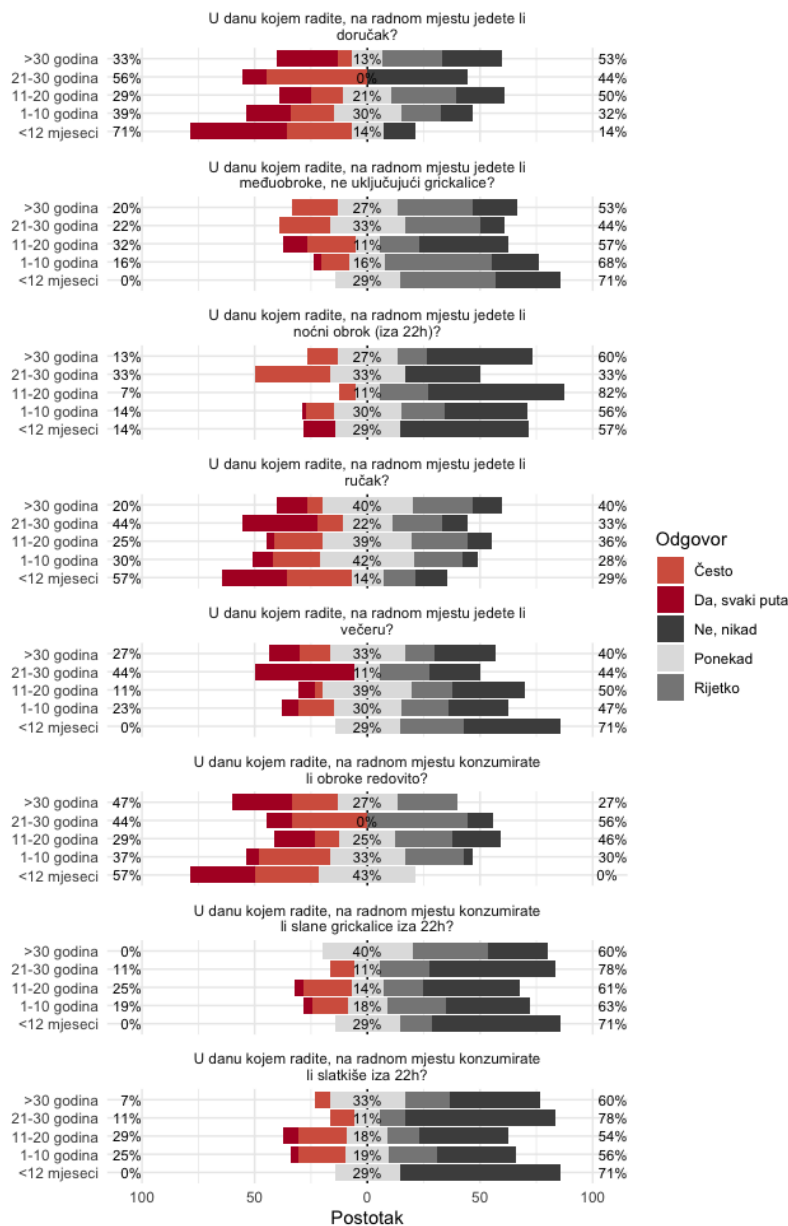 U danu kojem radite, na radnom mjestu jedete li
doručak?
>30 godina 33% 13% 53%
21-30 godina 56% 0% 44%
11-20 godina 29% 21% 50%
1-10 godina 39% 30% 32%
<12 mjeseci 71% 14% 14%
U danu kojem radite, na radnom mjestu jedete li
međuobroke, ne uključujući grickalice?
>30 godina 20% 27% 53%
21-30 godina 22% 33% 44%
11-20 godina 32% 11% 57%
1-10 godina 16% 16% 68%
<12 mjeseci 0% 29% 71%
U danu kojem radite, na radnom mjestu jedete li
noćni obrok (iza 22h)?
>30 godina 13% 27% 60%
21-30 godina 33% 33% 33%
11-20 godina 7% 11% 82%
1-10 godina 14% 30% 56%
<12 mjeseci 14% 29% 57%
U danu kojem radite, na radnom mjestu jedete li
ručak?
>30 godina 20% 40% 40%
21-30 godina 44% 22% 33%
11-20 godina 25% 39% 36%
1-10 godina 30% 42% 28%
<12 mjeseci 57% 14% 29%
U danu kojem radite, na radnom mjestu jedete li
večeru?
>30 godina 27% 33% 40%
21-30 godina 44% 11% 44%
11-20 godina 11% 39% 50%
1-10 godina 23% 30% 47%
<12 mjeseci 0% 29% 71%
U danu kojem radite, na radnom mjestu konzumirate
li obroke redovito?
>30 godina 47% 27% 27%
21-30 godina 44% 0% 56%
11-20 godina 29% 25% 46%
1-10 godina 37% 33% 30%
<12 mjeseci 57% 43% 0%
U danu kojem radite, na radnom mjestu konzumirate
li slane grickalice iza 22h?
>30 godina 0% 40% 60%
21-30 godina 11% 11% 78%
11-20 godina 25% 14% 61%
1-10 godina 19% 18% 63%
<12 mjeseci 0% 29% 71%
U danu kojem radite, na radnom mjestu konzumirate
li slatkiše iza 22h?
>30 godina 7% 33% 60%
21-30 godina 11% 11% 78%
11-20 godina 29% 18% 54%
1-10 godina 25% 19% 56%
<12 mjeseci 0% 29% 71%
100 50 0 50 100
Postotak
Odgovor
Često
Da, svaki puta
Ne, nikad
Ponekad
Rijetko